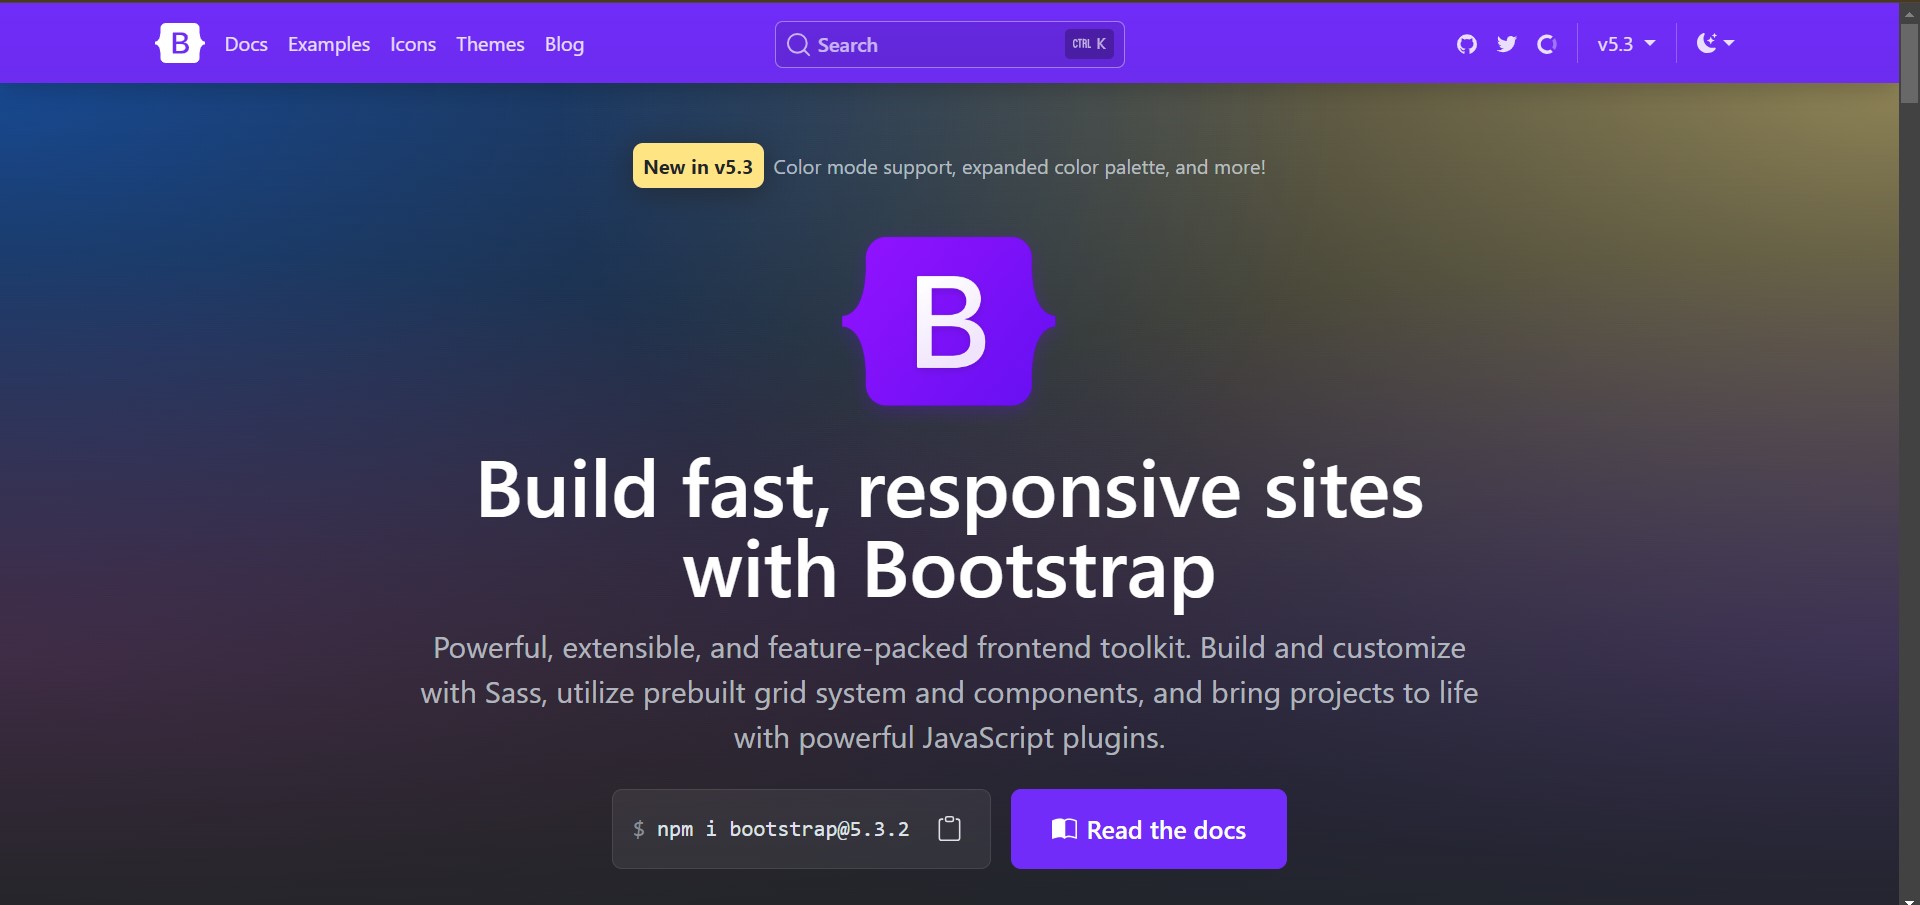 B Docs Examples Icons Themes Blog Search CTRL K v5.3
New in v5.3 Color mode support, expanded color palette, and more!
B
Build fast, responsive sites
with Bootstrap
Powerful, extensible, and feature-packed frontend toolkit. Build and customize
with Sass, utilize prebuilt grid system and components, and bring projects to life
with powerful JavaScript plugins.
$ npm i bootstrap@5.3.2 Read the docs